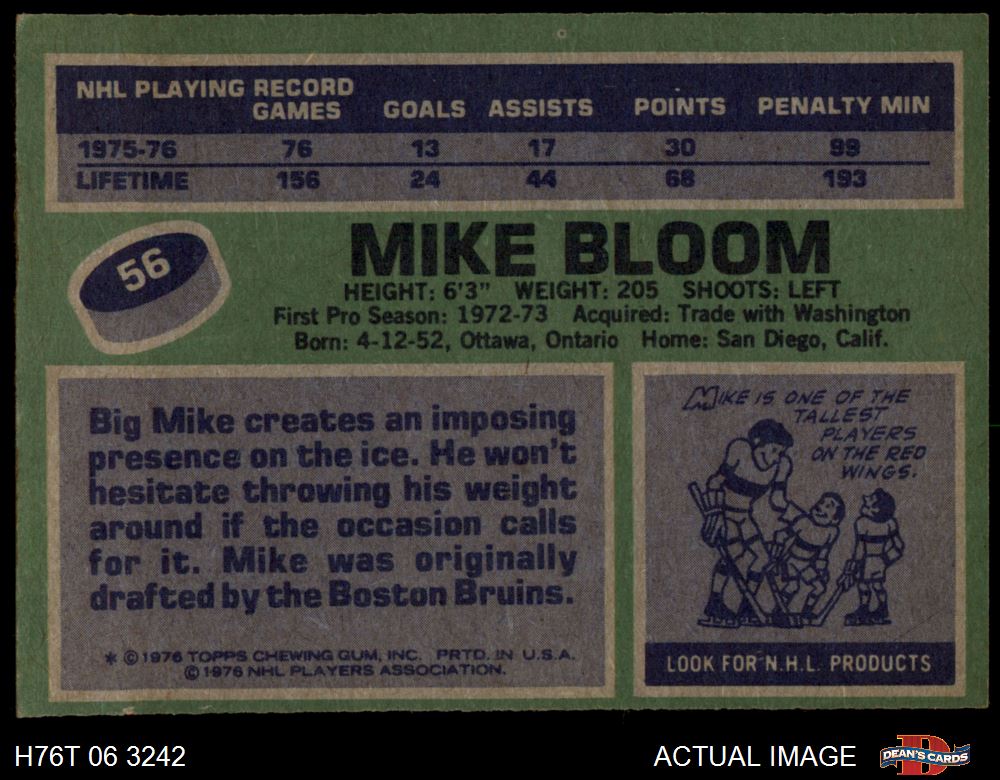 NHL PLAYING RECORD
GAMES GOALS ASSISTS POINTS PENALTY MIN
1975-76 76 13 17 30 99
LIFETIME 156 24 44 68 193
56
MIKE BLOOM
HEIGHT: 6'3" WEIGHT: 205 SHOOTS: LEFT
First Pro Season: 1972-73 Acquired: Trade with Washington
Born: 4-12-52, Ottawa, Ontario Home: San Diego, Calif.
Big Mike creates an imposing
presence on the ice. He won't
hesitate throwing his weight
around if the occasion calls
for it. Mike was originally
drafted by the Boston Bruins.
* © 1976 TOPPS CHEWING GUM, INC. PRTD. IN U.S.A.
© 1976 NHL PLAYERS ASSOCIATION.
MIKE IS ONE OF THE
TALLEST
PLAYERS
ON THE RED
WINGS.
LOOK FOR N.H.L. PRODUCTS
H76T 06 3242
ACTUAL IMAGE
D
DEAN'S CARDS